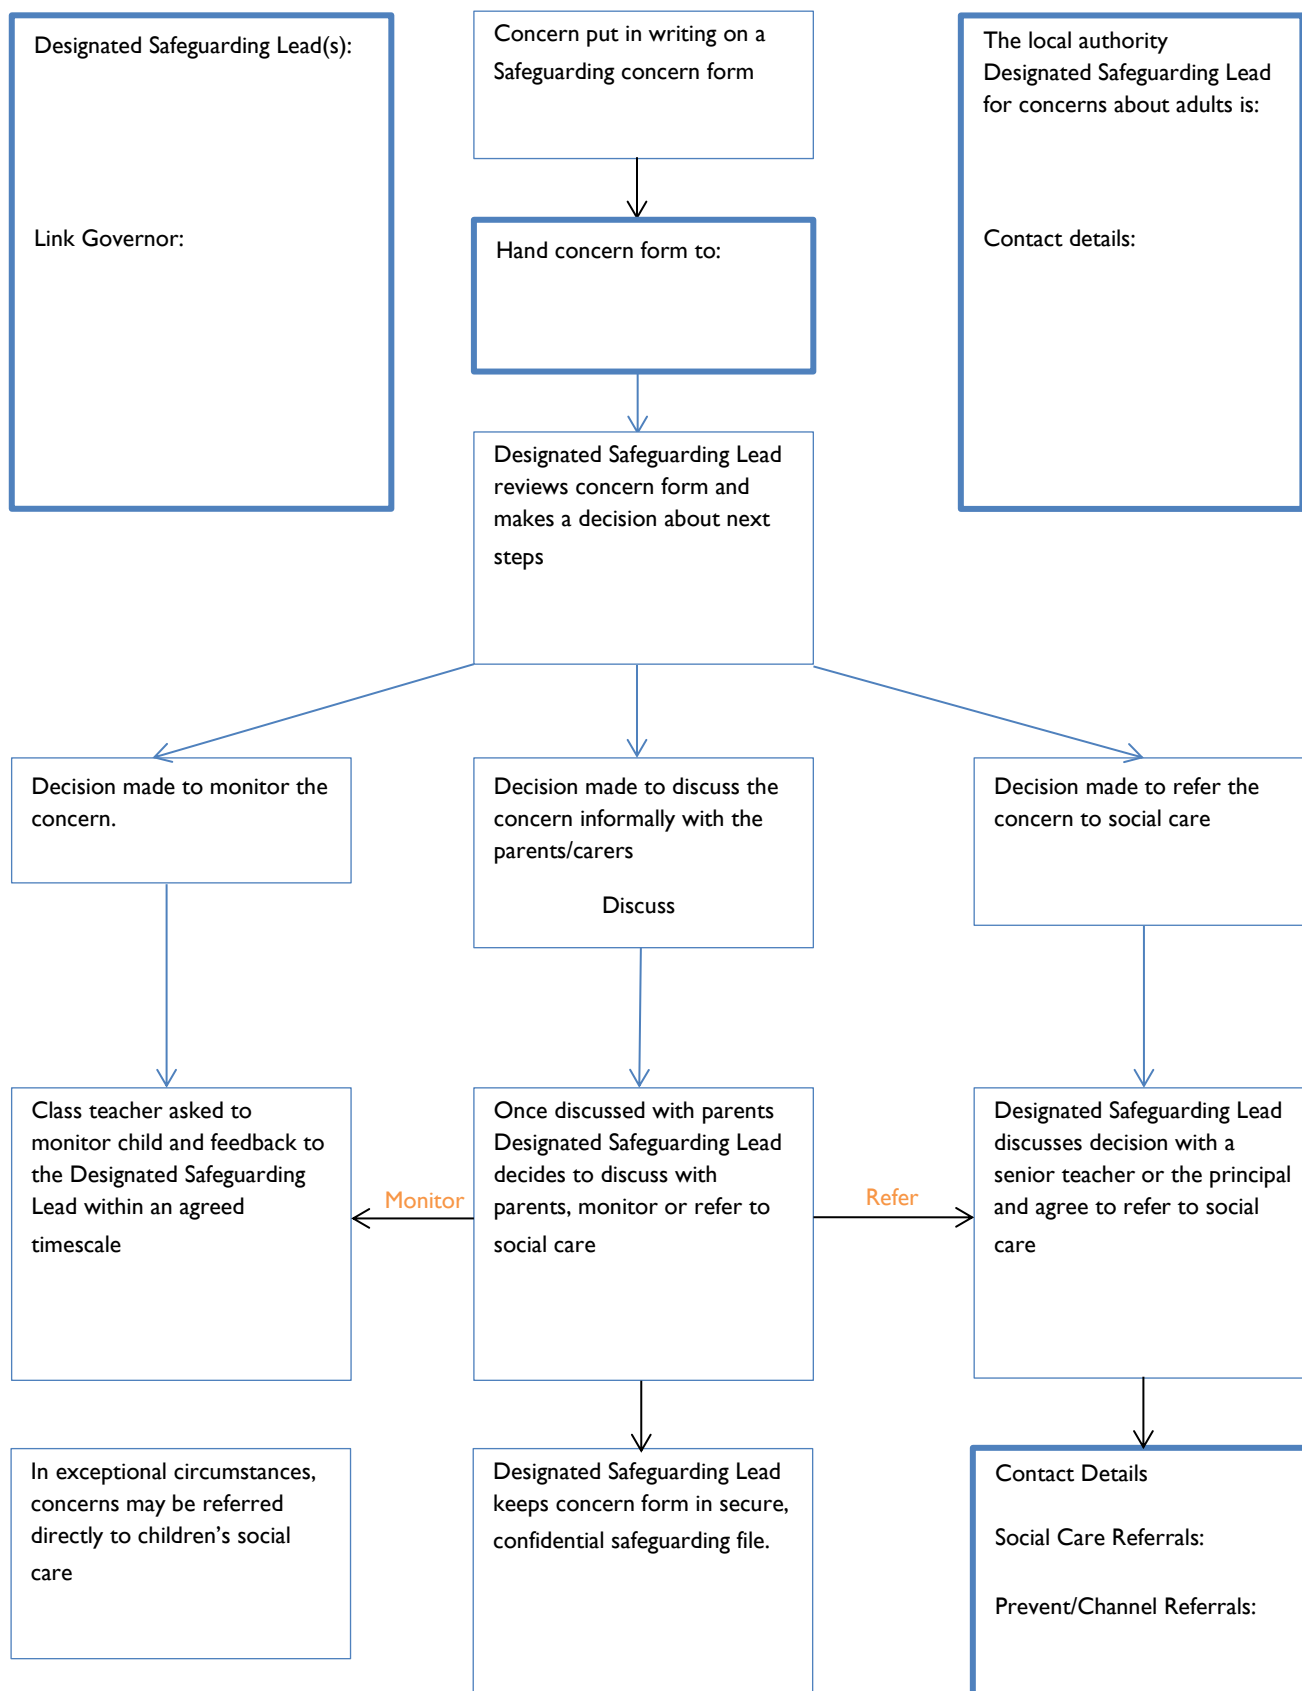 Designated Safeguarding Lead(s):
Link Governor:
Concern put in writing on a
Safeguarding concern form
The local authority
Designated Safeguarding Lead
for concerns about adults is:
Contact details:
Hand concern form to:
Designated Safeguarding Lead
reviews concern form and
makes a decision about next
steps
Decision made to monitor the
concern.
Decision made to discuss the
concern informally with the
parents/carers
Discuss
Decision made to refer the
concern to social care
Class teacher asked to
monitor child and feedback to
the Designated Safeguarding
Lead within an agreed
timescale
Monitor
Once discussed with parents
Designated Safeguarding Lead
decides to discuss with
parents, monitor or refer to
social care
Refer
Designated Safeguarding Lead
discusses decision with a
senior teacher or the principal
and agree to refer to social
care
In exceptional circumstances,
concerns may be referred
directly to children’s social
care
Designated Safeguarding Lead
keeps concern form in secure,
confidential safeguarding file.
Contact Details
Social Care Referrals:
Prevent/Channel Referrals: